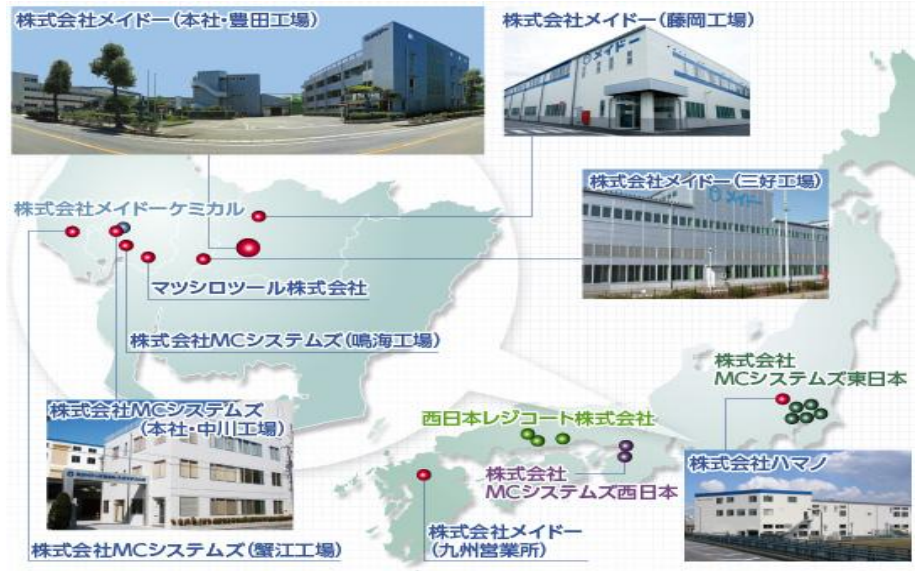 株式会社メイドー(本社・豊田工場)
株式会社メイドー(藤岡工場)
メイドー
株式会社メイドー(三好工場)
メイドー
株式会社メイドーケミカル
マツシロツール株式会社
株式会社MCシステムズ(鳴海工場)
株式会社MCシステムズ
(本社・中川工場)
株式会社MCシステムズ(蟹江工場)
西日本レジコート株式会社
株式会社
MCシステムズ西日本
株式会社メイドー
(九州営業所)
株式会社
MCシステムズ東日本
株式会社ハマノ